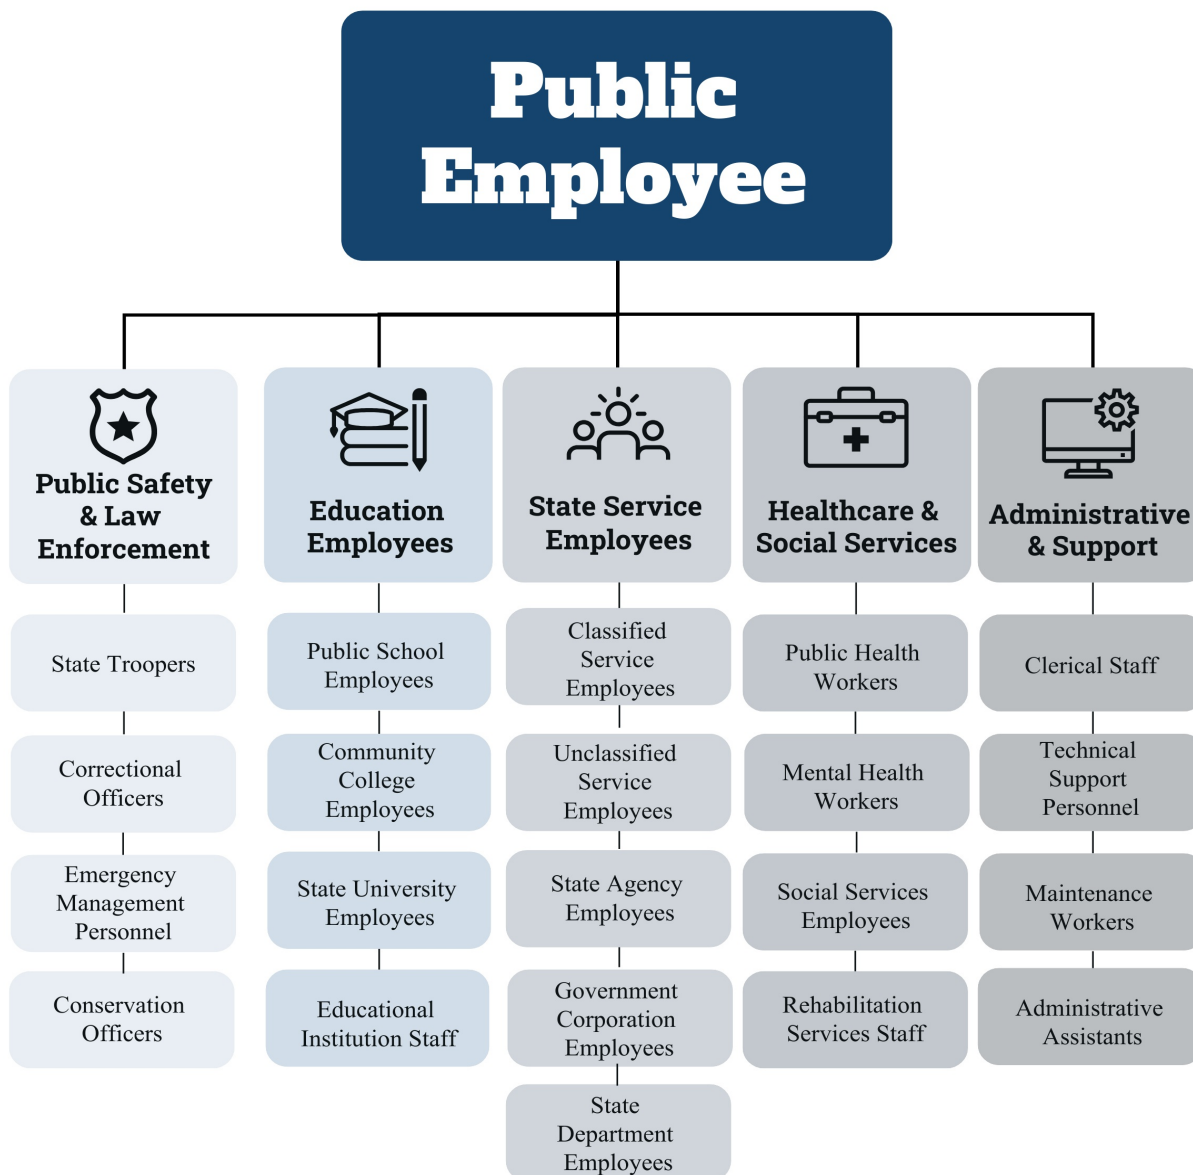 Public
Employee
Public Safety
& Law
Enforcement
State Troopers
Correctional
Officers
Emergency
Management
Personnel
Conservation
Officers
Education
Employees
Public School
Employees
Community
College
Employees
State University
Employees
Educational
Institution Staff
State Service
Employees
Classified
Service
Employees
Unclassified
Service
Employees
State Agency
Employees
Government
Corporation
Employees
State
Department
Employees
Healthcare &
Social Services
Public Health
Workers
Mental Health
Workers
Social Services
Employees
Rehabilitation
Services Staff
Administrative
& Support
Clerical Staff
Technical
Support
Personnel
Maintenance
Workers
Administrative
Assistants